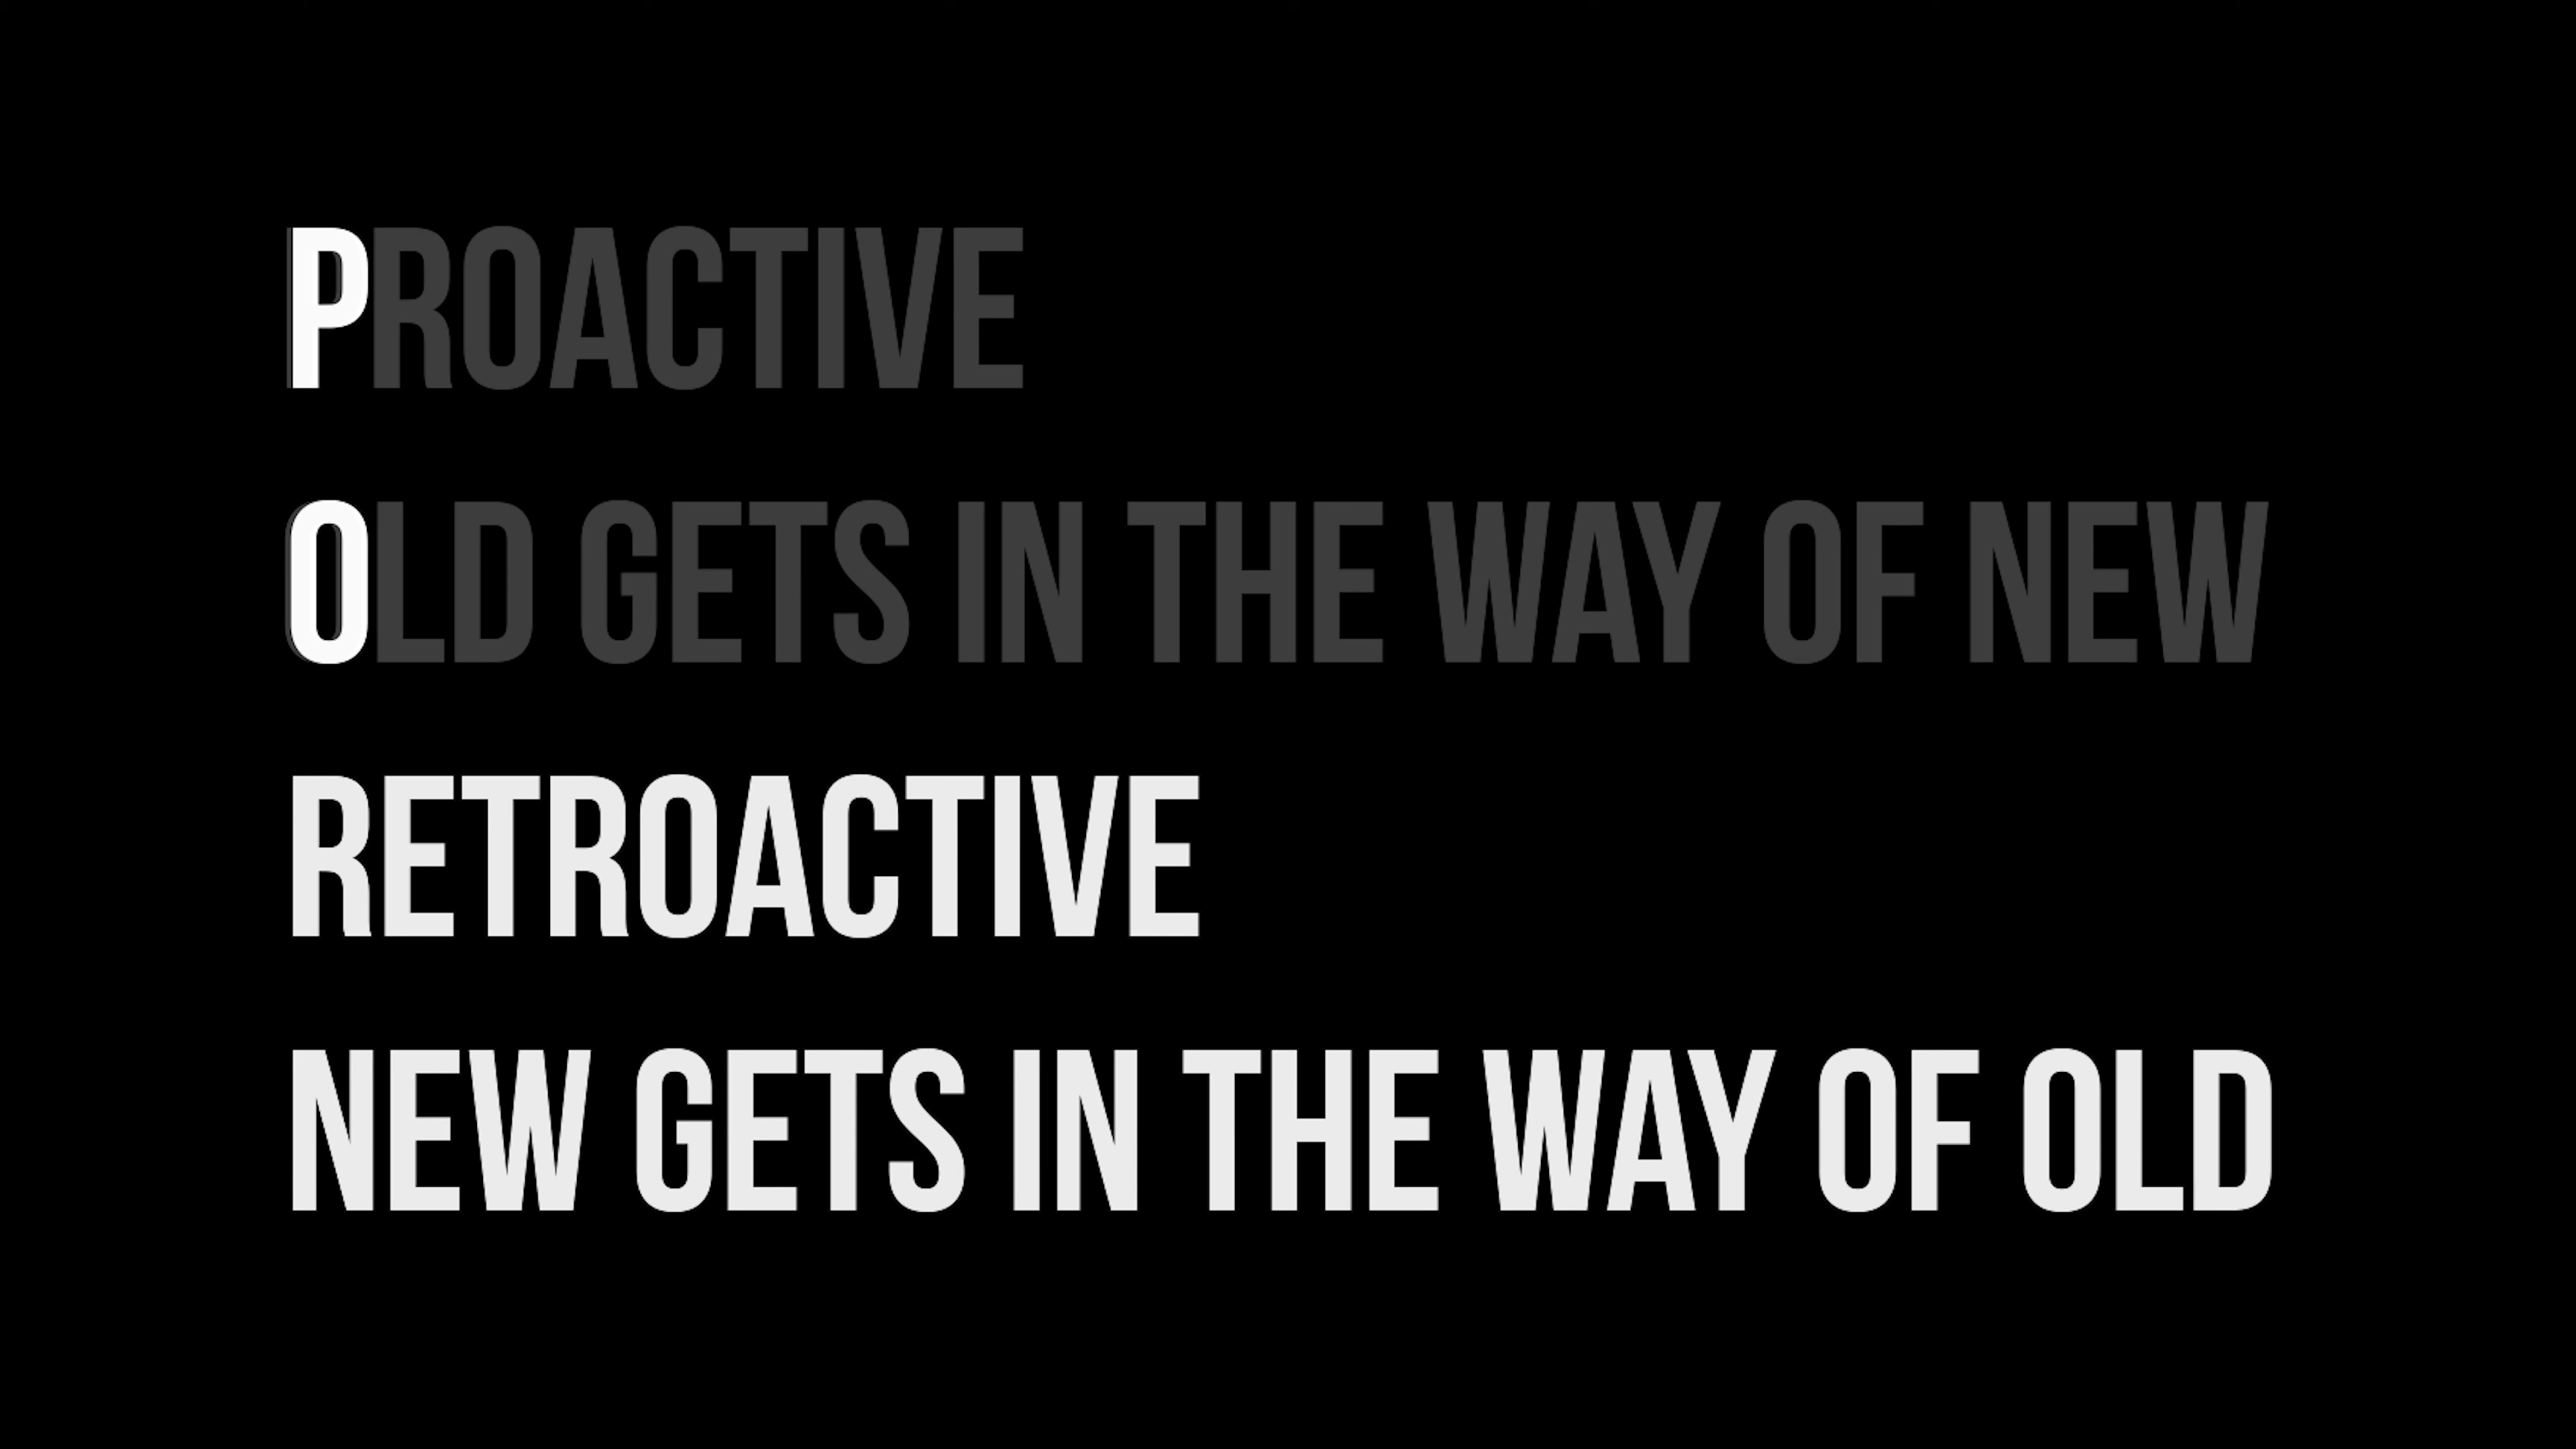 PROACTIVE
OLD GETS IN THE WAY OF NEW
RETROACTIVE
NEW GETS IN THE WAY OF OLD